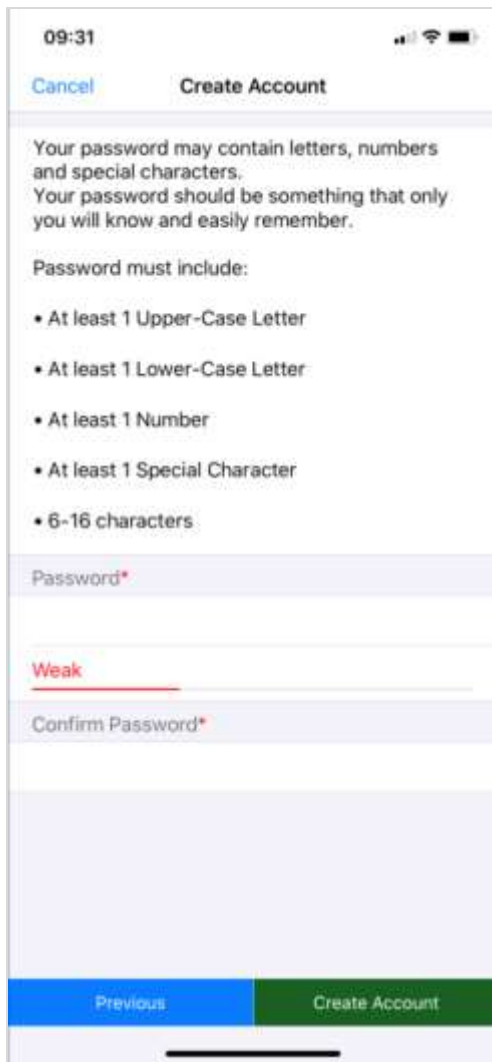 09:31
Cancel Create Account
Your password may contain letters, numbers
and special characters.
Your password should be something that only
you will know and easily remember.
Password must include:
• At least 1 Upper-Case Letter
• At least 1 Lower-Case Letter
• At least 1 Number
• At least 1 Special Character
• 6-16 characters
Password*
Weak
Confirm Password*
Previous Create Account